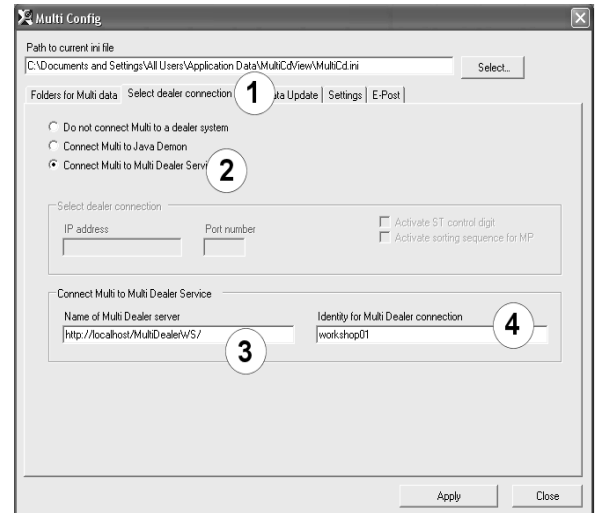 Multi Config
Path to current ini file
C:\Documents and Settings\All Users\Application Data\MultiCdView\MultiCd.ini
Select...
Folders for Multi data Select dealer connection 1 ata Update Settings E-Post
Do not connect Multi to a dealer system
Connect Multi to Java Demon
Connect Multi to Multi Dealer Servi 2
Select dealer connection
IP address Port number Activate ST control digit
Activate sorting sequence for MP
Connect Multi to Multi Dealer Service
Name of Multi Dealer server Identity for Multi Dealer connection 4
http://localhost/MultiDealerWS/ 3 workshop01
Apply Close